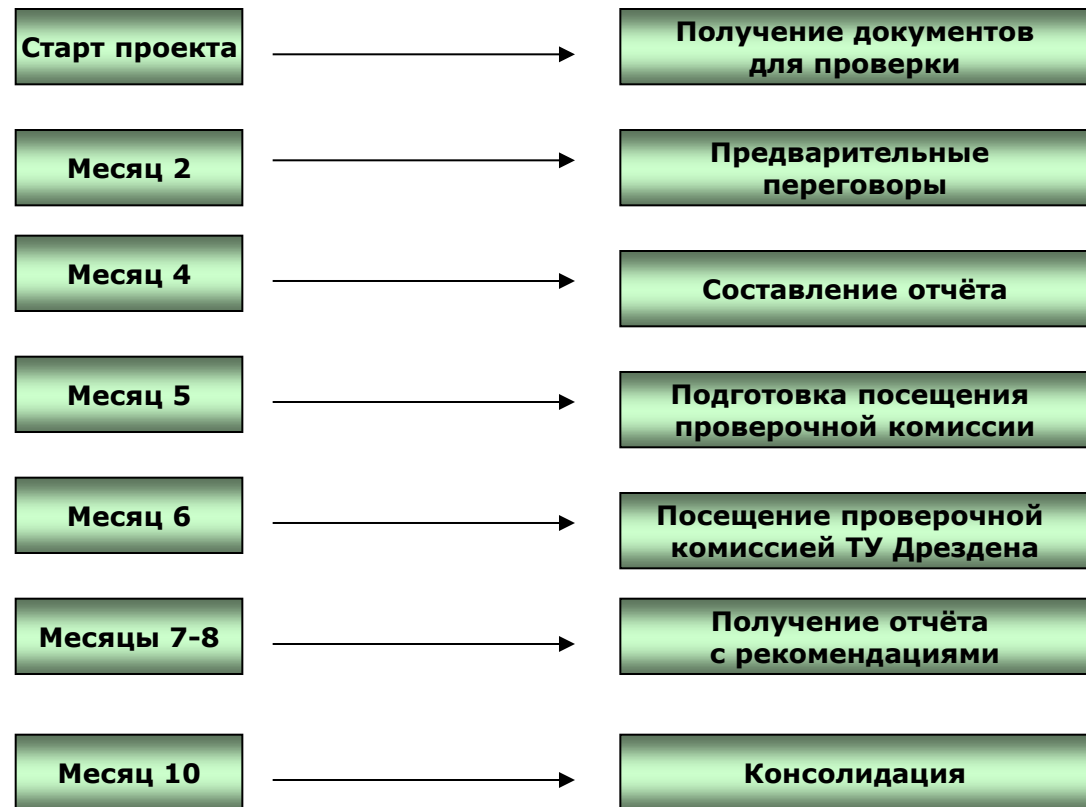 Старт проекта
Получение документов
для проверки
Месяц 2
Предварительные
переговоры
Месяц 4
Составление отчёта
Месяц 5
Подготовка посещения
проверочной комиссии
Месяц 6
Посещение проверочной
комиссией ТУ Дрездена
Месяцы 7-8
Получение отчёта
с рекомендациями
Месяц 10
Консолидация